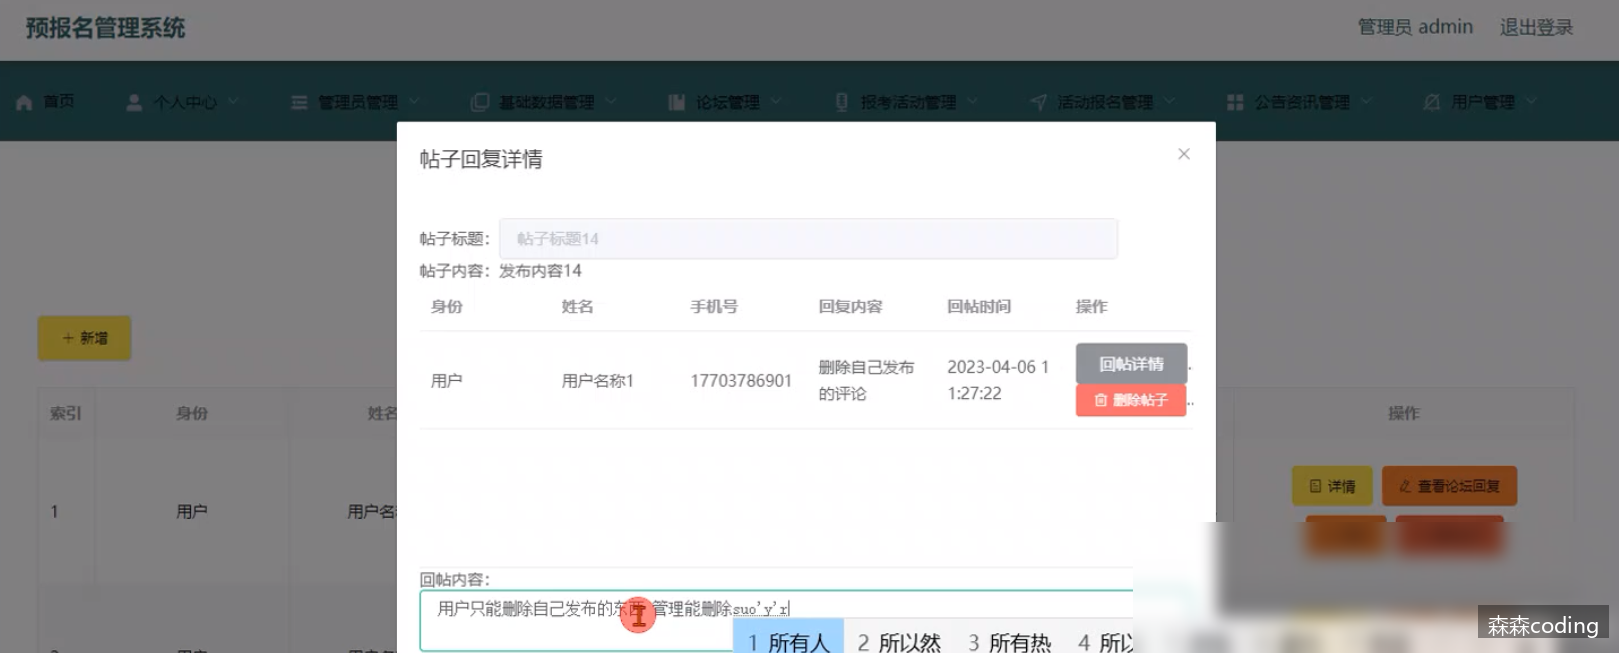 预报名管理系统
管理员 admin 退出登录
首页 个人中心 管理员管理 基础数据管理 论坛管理 报考活动管理 活动报名管理 公告资讯管理 用户管理
帖子回复详情
帖子标题： 帖子标题14
帖子内容：发布内容14
身份 姓名 手机号 回复内容 回帖时间 操作
用户 用户名称1 17703786901 删除自己发布的评论 2023-04-06 11:27:22 回帖详情
删除帖子
+ 新增
索引 身份 姓名 操作
1 用户 用户名称 详情 查看论坛回复
回帖内容：
用户只能删除自己发布的东西 管理能删除suo'y'r
1 所有人 2 所以然 3 所有热 4 所以
森森coding